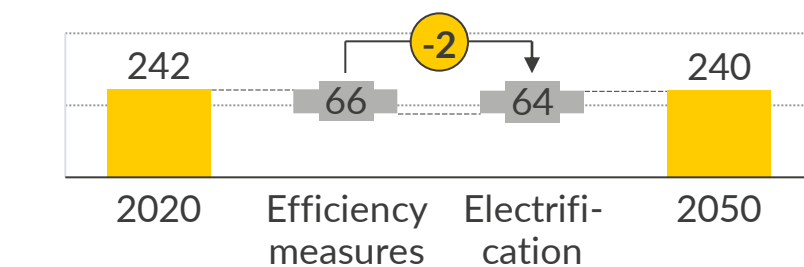 -2
242
66
64
240
2020
Efficiency
measures
Electrifi-
cation
2050